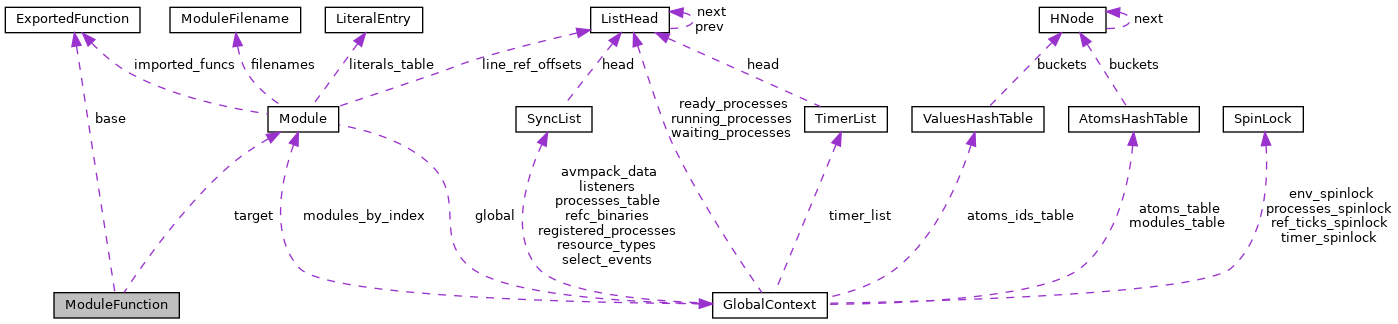 ExportedFunction
ModuleFilename
LiteralEntry
ListHead
next
prev
HNode
next
imported_funcs
filenames
literals_table
line_ref_offsets
head
head
buckets
buckets
base
Module
SyncList
ready_processes
running_processes
waiting_processes
TimerList
ValuesHashTable
AtomsHashTable
SpinLock
target
modules_by_index
global
avmpack_data
listeners
processes_table
refc_binaries
registered_processes
resource_types
select_events
timer_list
atoms_ids_table
atoms_table
modules_table
env_spinlock
processes_spinlock
ref_ticks_spinlock
timer_spinlock
ModuleFunction
GlobalContext